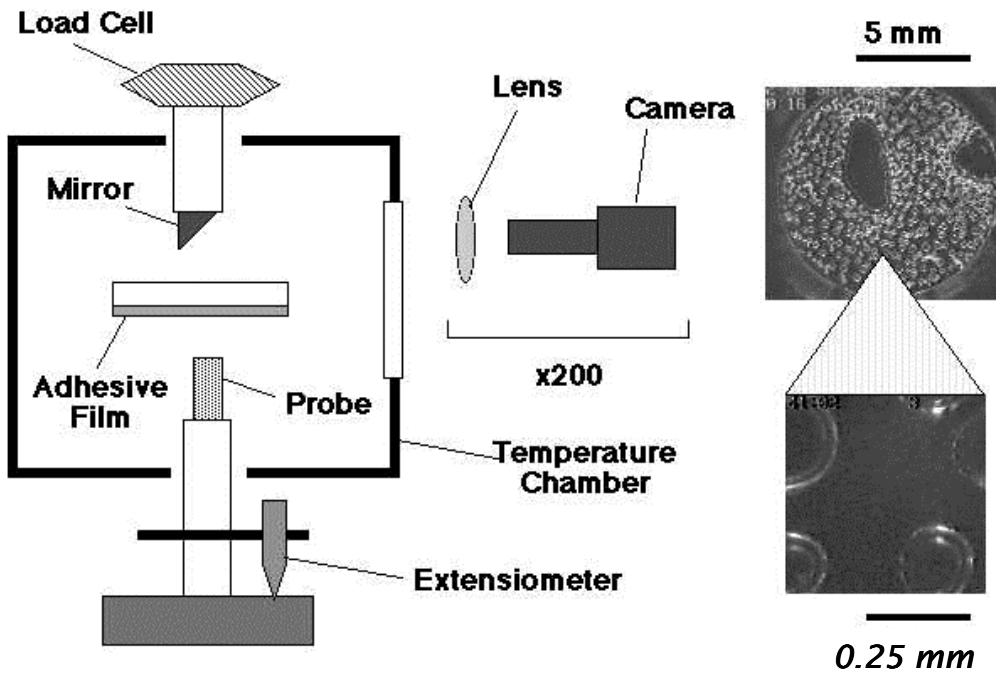 Load Cell
5 mm
Lens
Camera
Mirror
x200
Adhesive
Film
Probe
Temperature
Chamber
Extensiometer
0.25 mm